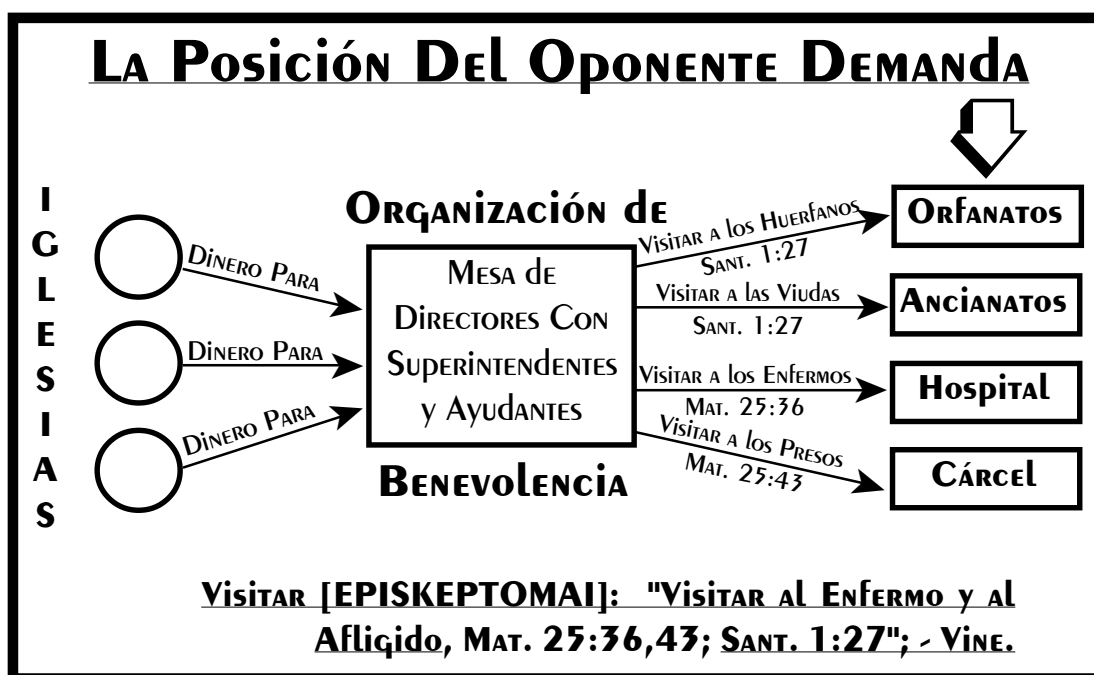 La Posición Del Oponente Demanda
IGLESIAS
Dinero Para
Dinero Para
Dinero Para
Organización de
Mesa de
Directores Con
Superintendentes
y Ayudantes
Benevolencia
Visitar a los Huerfanos
Sant. 1:27
Visitar a las Viudas
Sant. 1:27
Visitar a los Enfermos
Mat. 25:36
Visitar a los Presos
Mat. 25:43
Orfanatos
Ancianatos
Hospital
Cárcel
Visitar [EPISKEPTOMAI]: "Visitar al Enfermo y al
Afligido, Mat. 25:36,43; Sant. 1:27"; - Vine.